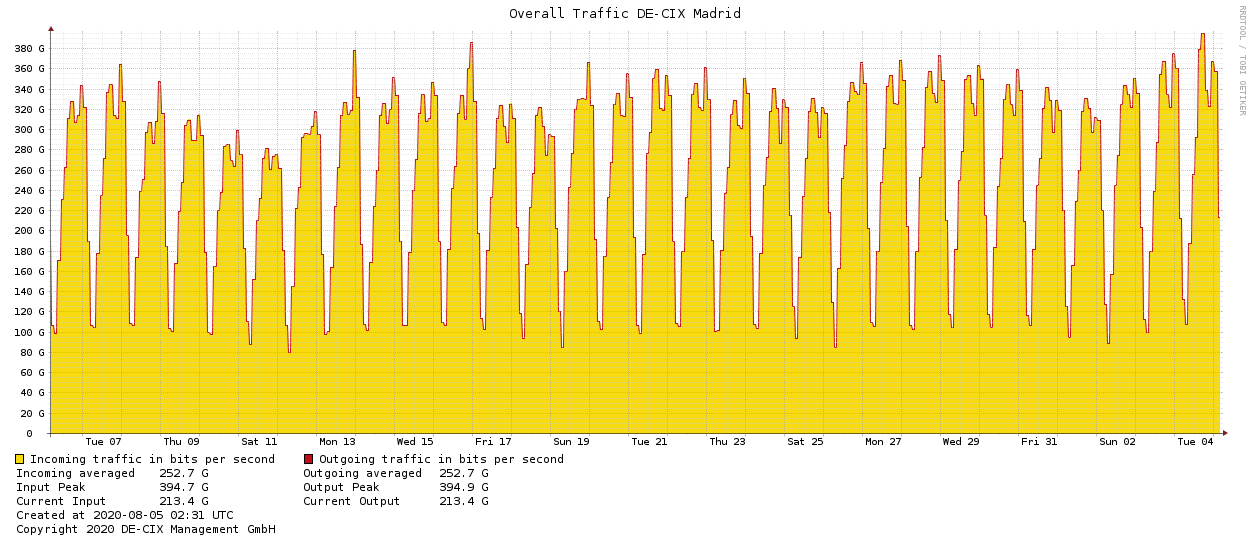 Overall Traffic DE-CIX Madrid
RRDTOOL / TOBI OETIKER
380 G
360 G
340 G
320 G
300 G
280 G
260 G
240 G
220 G
200 G
180 G
160 G
140 G
120 G
100 G
80 G
60 G
40 G
20 G
0
Tue 07 Thu 09 Sat 11 Mon 13 Wed 15 Fri 17 Sun 19 Tue 21 Thu 23 Sat 25 Mon 27 Wed 29 Fri 31 Sun 02 Tue 04
Incoming traffic in bits per second Outgoing traffic in bits per second
Incoming averaged 252.7 G Outgoing averaged 252.7 G
Input Peak 394.7 G Output Peak 394.9 G
Current Input 213.4 G Current Output 213.4 G
Created at 2020-08-05 02:31 UTC
Copyright 2020 DE-CIX Management GmbH